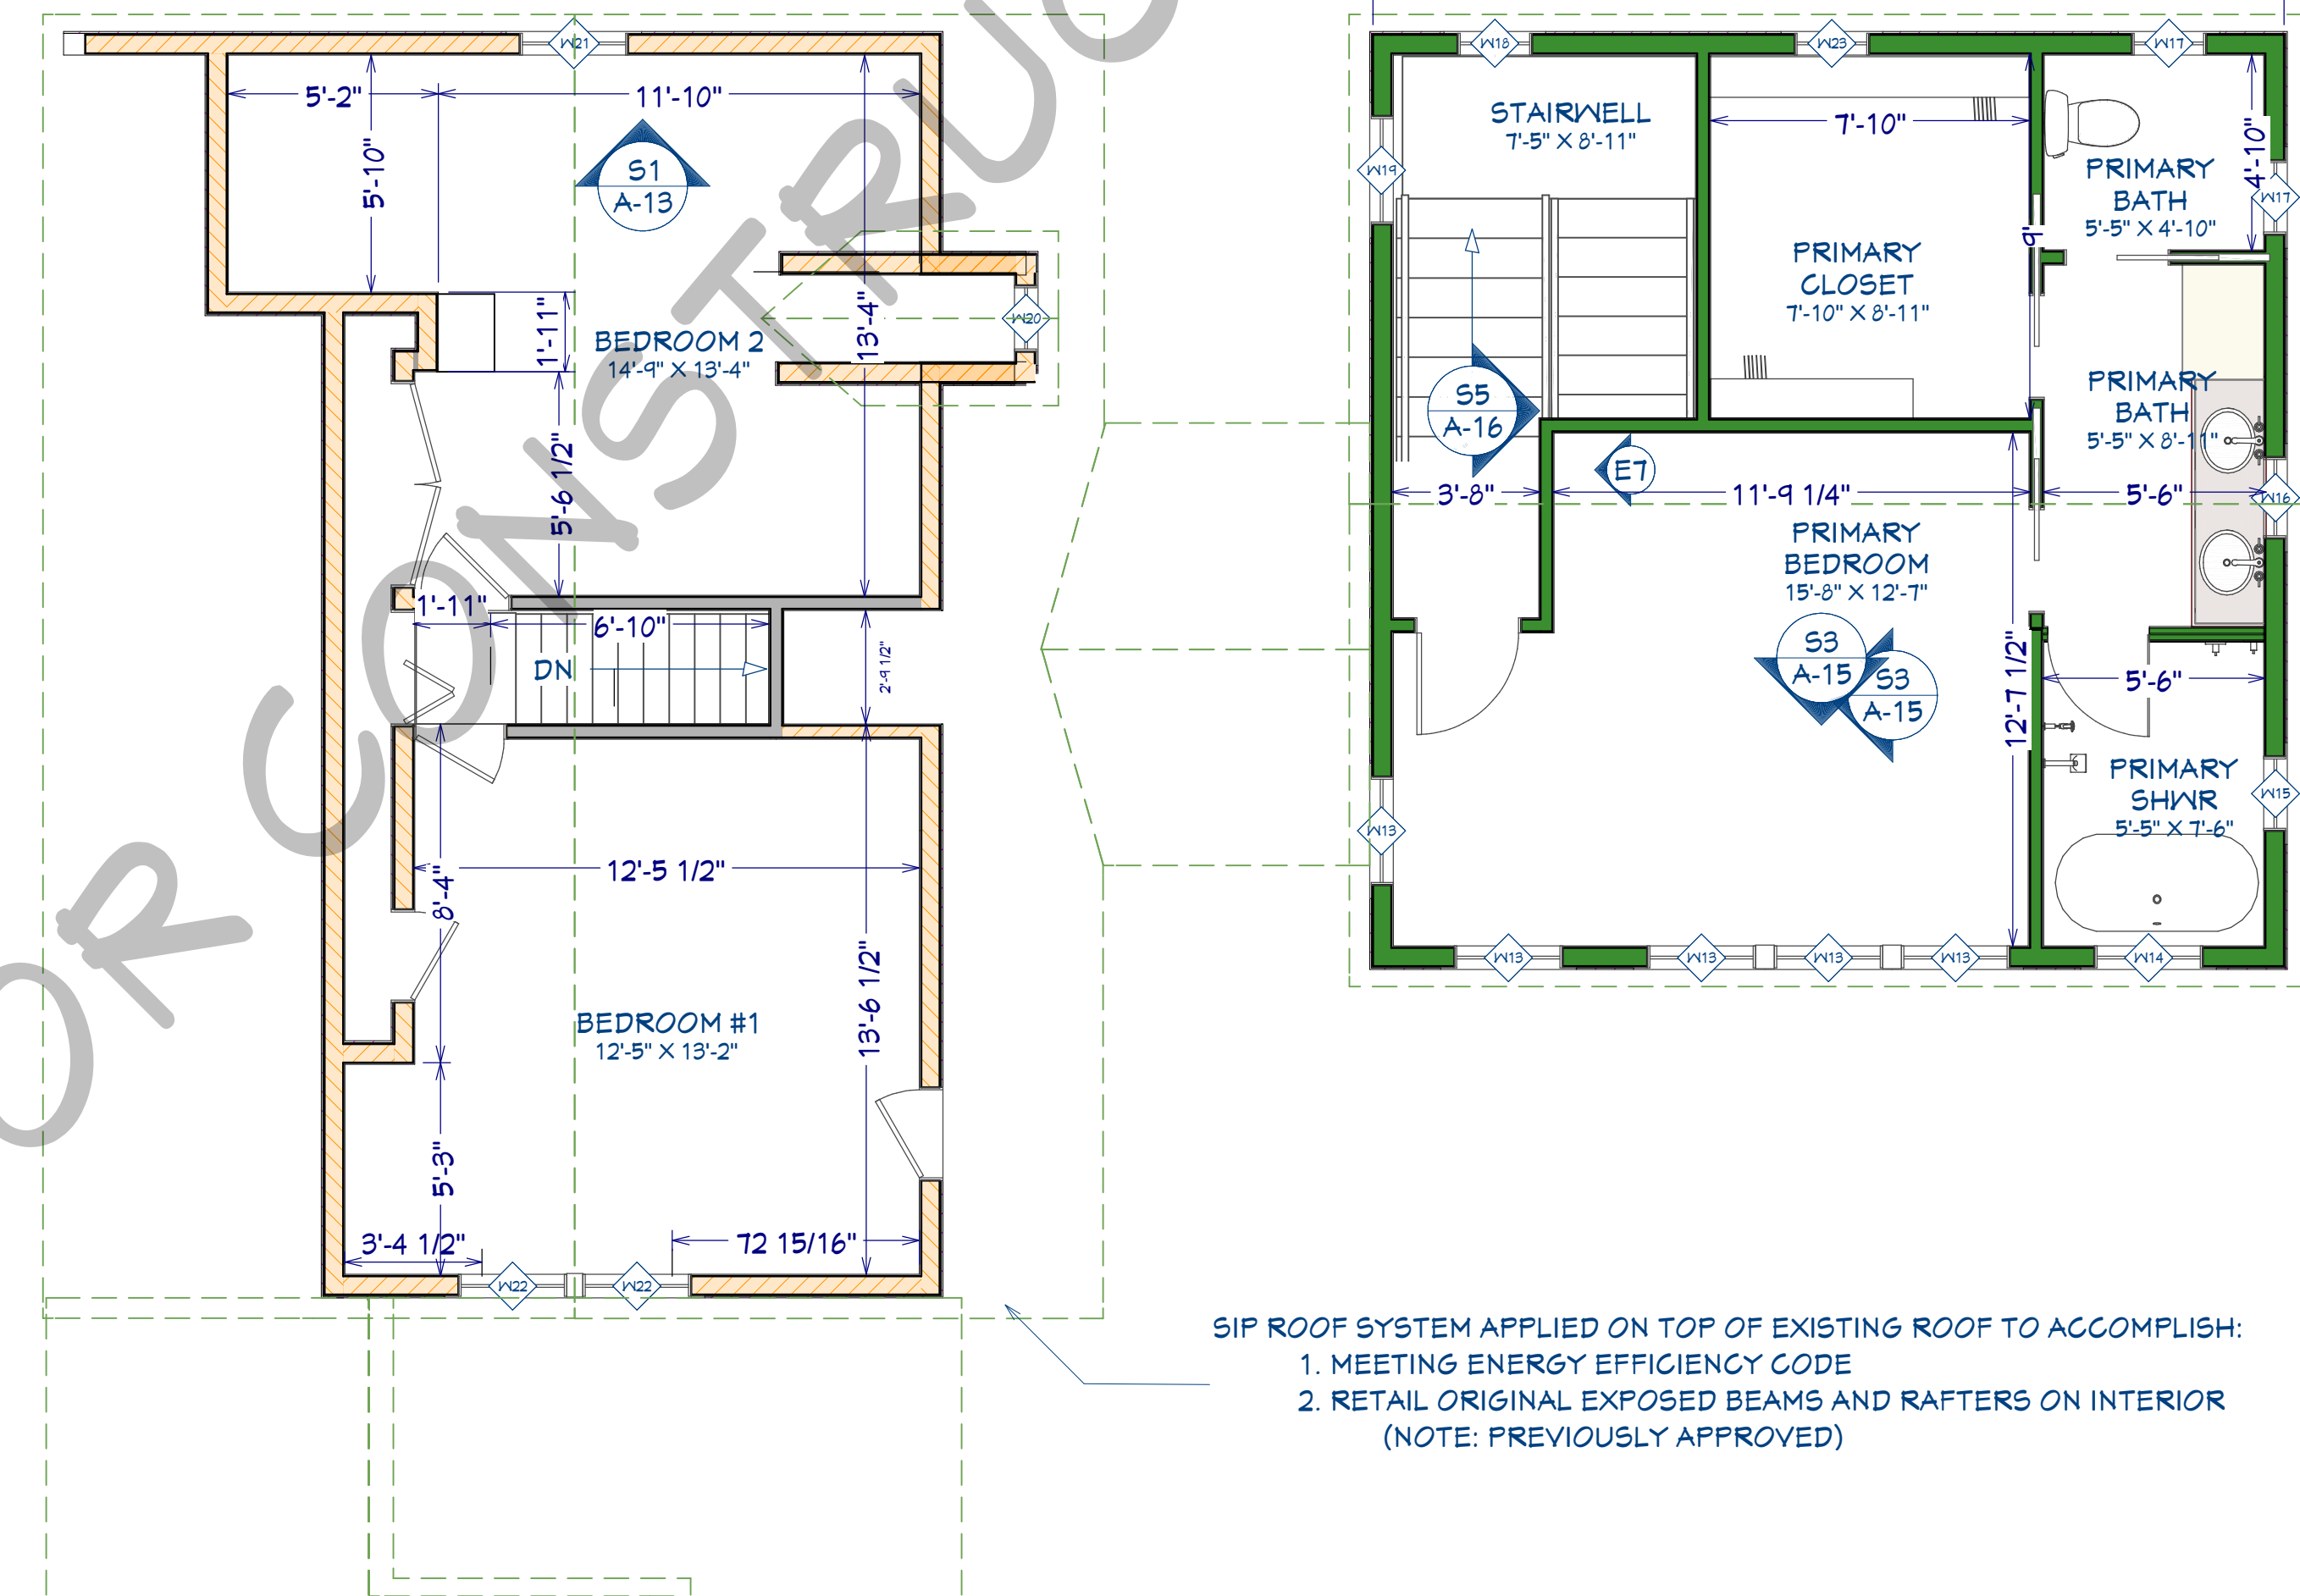 OR CONSTRUC
W21
5'-2"
11'-10"
5'-10"
S1
A-13
13'-4"
1'-11"
BEDROOM 2
14'-9" X 13'-4"
W20
5'-6 1/2"
1'-11"
6'-10"
DN
2'-9 1/2"
12'-5 1/2"
8'-4"
13'-6 1/2"
BEDROOM #1
12'-5" X 13'-2"
5'-3"
3'-4 1/2"
72 15/16"
W22
W22
W18
W23
W17
STAIRWELL
7'-5" X 8'-11"
7'-10"
4'-10"
W19
PRIMARY
BATH
5'-5" X 4'-10"
W17
9'
PRIMARY
CLOSET
7'-10" X 8'-11"
PRIMARY
BATH
5'-5" X 8'-11"
S5
A-16
E7
3'-8"
11'-9 1/4"
5'-6"
W16
PRIMARY
BEDROOM
15'-8" X 12'-7"
S3
A-15
S3
A-15
12'-7 1/2"
5'-6"
PRIMARY
SHWR
5'-5" X 7'-6"
W15
W13
W13
W13
W13
W13
W14
SIP ROOF SYSTEM APPLIED ON TOP OF EXISTING ROOF TO ACCOMPLISH:
1. MEETING ENERGY EFFICIENCY CODE
2. RETAIL ORIGINAL EXPOSED BEAMS AND RAFTERS ON INTERIOR
(NOTE: PREVIOUSLY APPROVED)